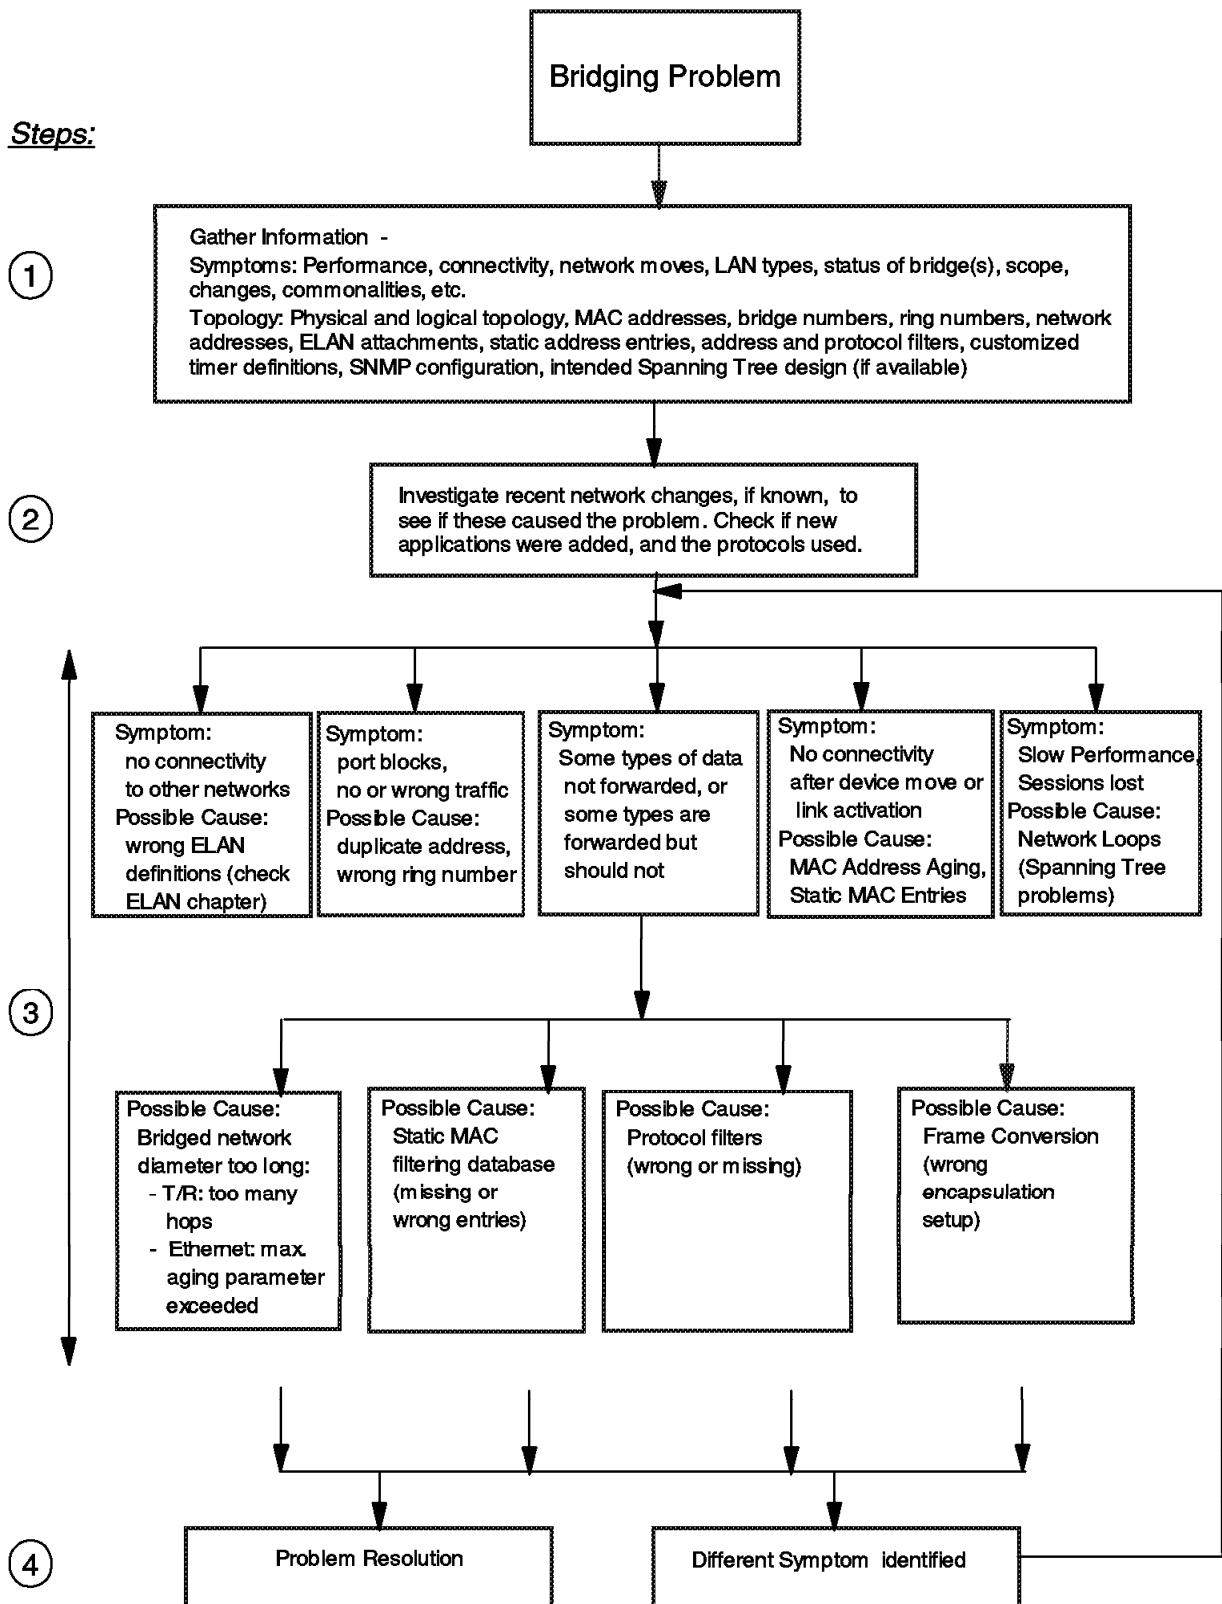 Bridging Problem
Steps:
1
Gather Information -
Symptoms: Performance, connectivity, network moves, LAN types, status of bridge(s), scope,
changes, commonalities, etc.
Topology: Physical and logical topology, MAC addresses, bridge numbers, ring numbers, network
addresses, ELAN attachments, static address entries, address and protocol filters, customized
timer definitions, SNMP configuration, intended Spanning Tree design (if available)
2
Investigate recent network changes, if known, to
see if these caused the problem. Check if new
applications were added, and the protocols used.
3
Symptom:
no connectivity
to other networks
Possible Cause:
wrong ELAN
definitions (check
ELAN chapter)
Symptom:
port blocks,
no or wrong traffic
Possible Cause:
duplicate address,
wrong ring number
Symptom:
Some types of data
not forwarded, or
some types are
forwarded but
should not
Symptom:
No connectivity
after device move or
link activation
Possible Cause:
MAC Address Aging,
Static MAC Entries
Symptom:
Slow Performance,
Sessions lost
Possible Cause:
Network Loops
(Spanning Tree
problems)
Possible Cause:
Bridged network
diameter too long:
- T/R: too many
hops
- Ethernet: max.
aging parameter
exceeded
Possible Cause:
Static MAC
filtering database
(missing or
wrong entries)
Possible Cause:
Protocol filters
(wrong or missing)
Possible Cause:
Frame Conversion
(wrong
encapsulation
setup)
4
Problem Resolution
Different Symptom identified